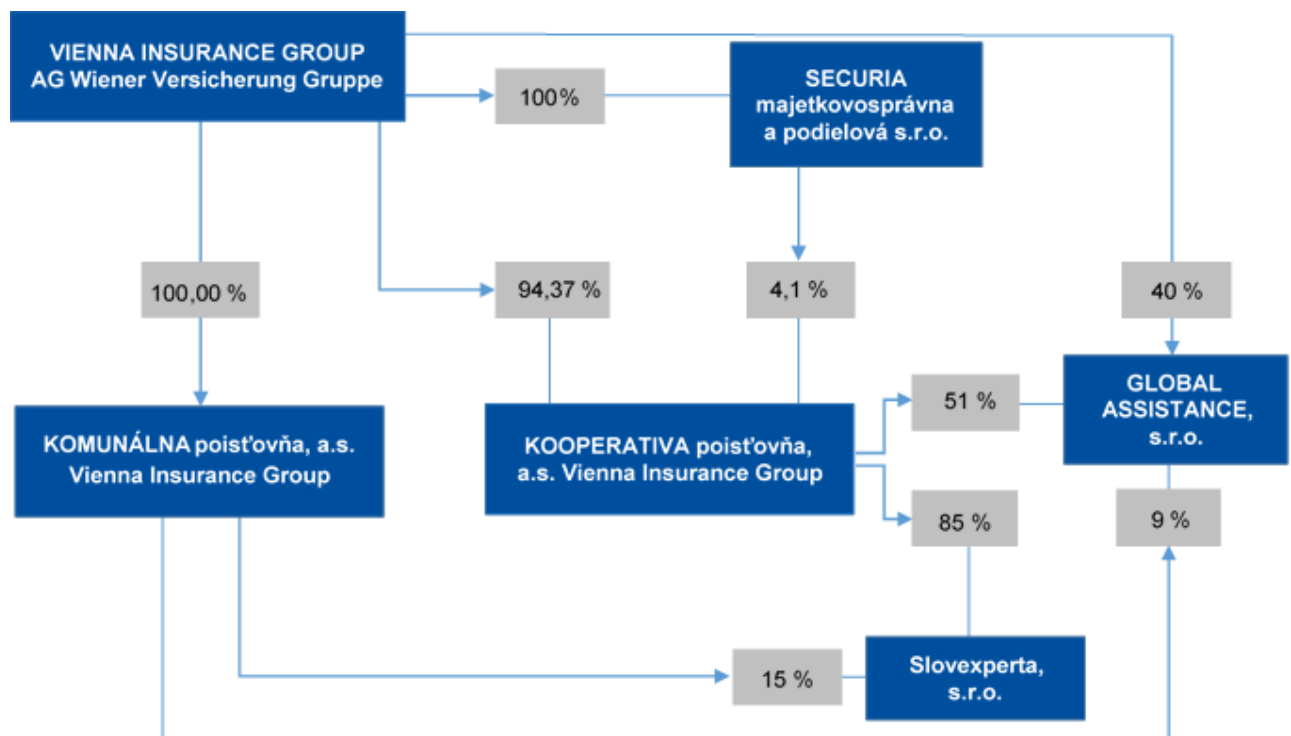 VIENNA INSURANCE GROUP
AG Wiener Versicherung Gruppe
100%
SECURIA
majetkovosprávna
a podielová s.r.o.
100,00 %
94,37 %
4,1 %
40 %
KOMUNÁLNA poisťovňa, a.s.
Vienna Insurance Group
KOOPERATIVA poisťovňa,
a.s. Vienna Insurance Group
51 %
GLOBAL
ASSISTANCE,
s.r.o.
85 %
9 %
15 %
Slovexperta,
s.r.o.